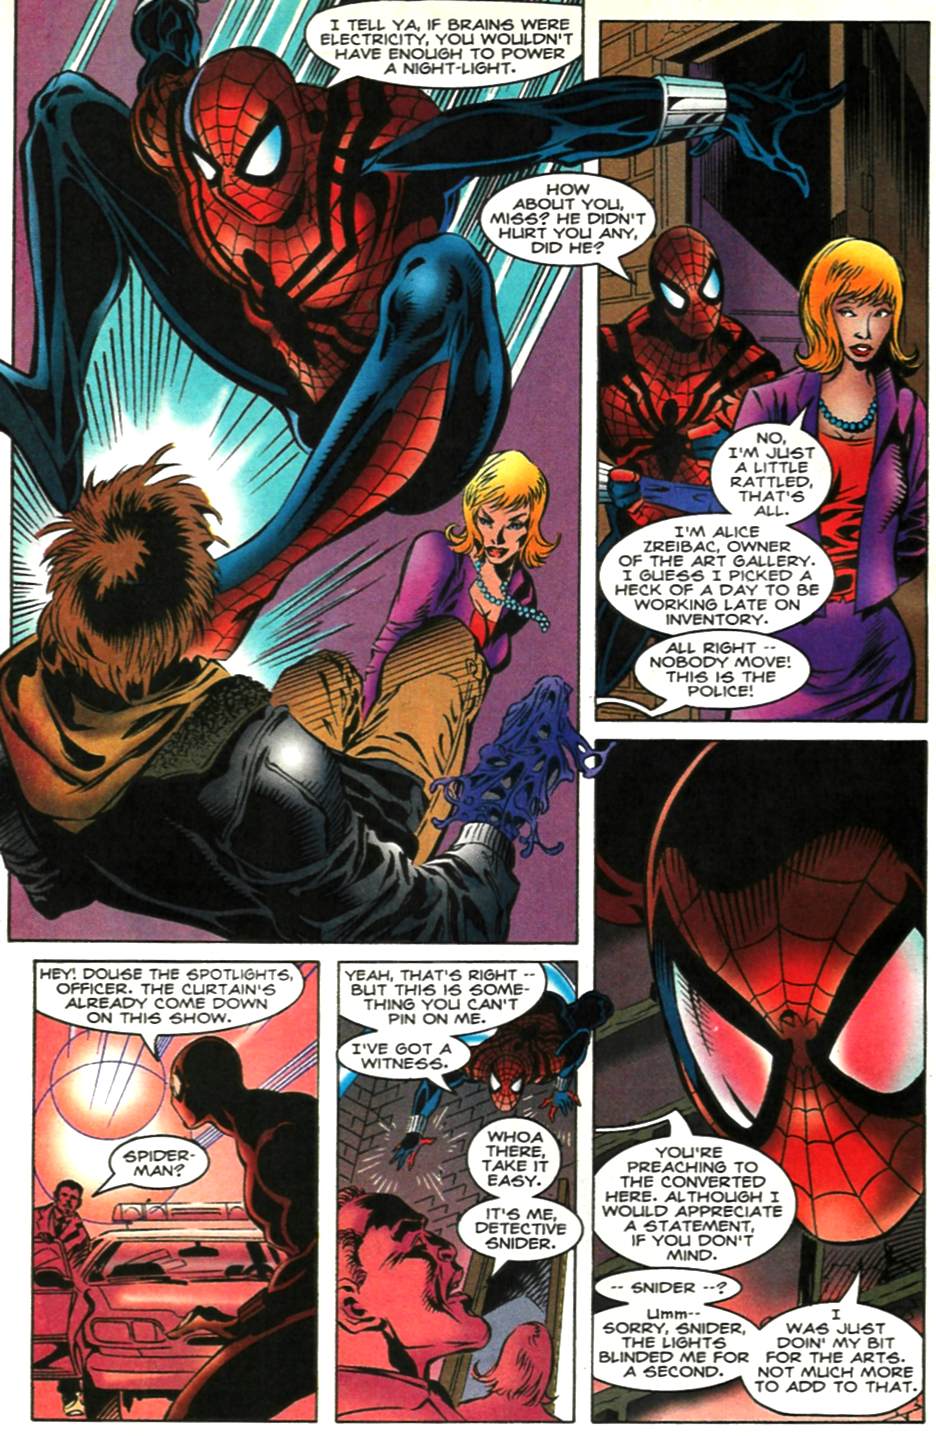 I TELL YA, IF BRAINS WERE
ELECTRICITY, YOU WOULDN'T
HAVE ENOUGH TO POWER
A NIGHT-LIGHT.
HOW
ABOUT YOU,
MISS? HE DIDN'T
HURT YOU ANY,
DID HE?
NO,
I'M JUST
A LITTLE
RATTLED,
THAT'S
ALL.
I'M ALICE
ZREIBAC, OWNER
OF THE ART GALLERY.
I GUESS I PICKED A
HECK OF A DAY TO BE
WORKING LATE ON
INVENTORY.
ALL RIGHT --
NOBODY MOVE!
THIS IS THE
POLICE!
HEY! DOUSE THE SPOTLIGHTS,
OFFICER. THE CURTAIN'S
ALREADY COME DOWN
ON THIS SHOW.
SPIDER-
MAN?
YEAH, THAT'S RIGHT --
BUT THIS IS SOME-
THING YOU CAN'T
PIN ON ME.
I'VE GOT A
WITNESS.
WHOA
THERE,
TAKE IT
EASY.
IT'S ME,
DETECTIVE
SNIDER.
-- SNIDER --?
Umm--
SORRY, SNIDER,
THE LIGHTS
BLINDED ME FOR
A SECOND.
YOU'RE
PREACHING TO
THE CONVERTED
HERE. ALTHOUGH I
WOULD APPRECIATE
A STATEMENT,
IF YOU DON'T
MIND.
I
WAS JUST
DOIN' MY BIT
FOR THE ARTS.
NOT MUCH MORE
TO ADD TO THAT.